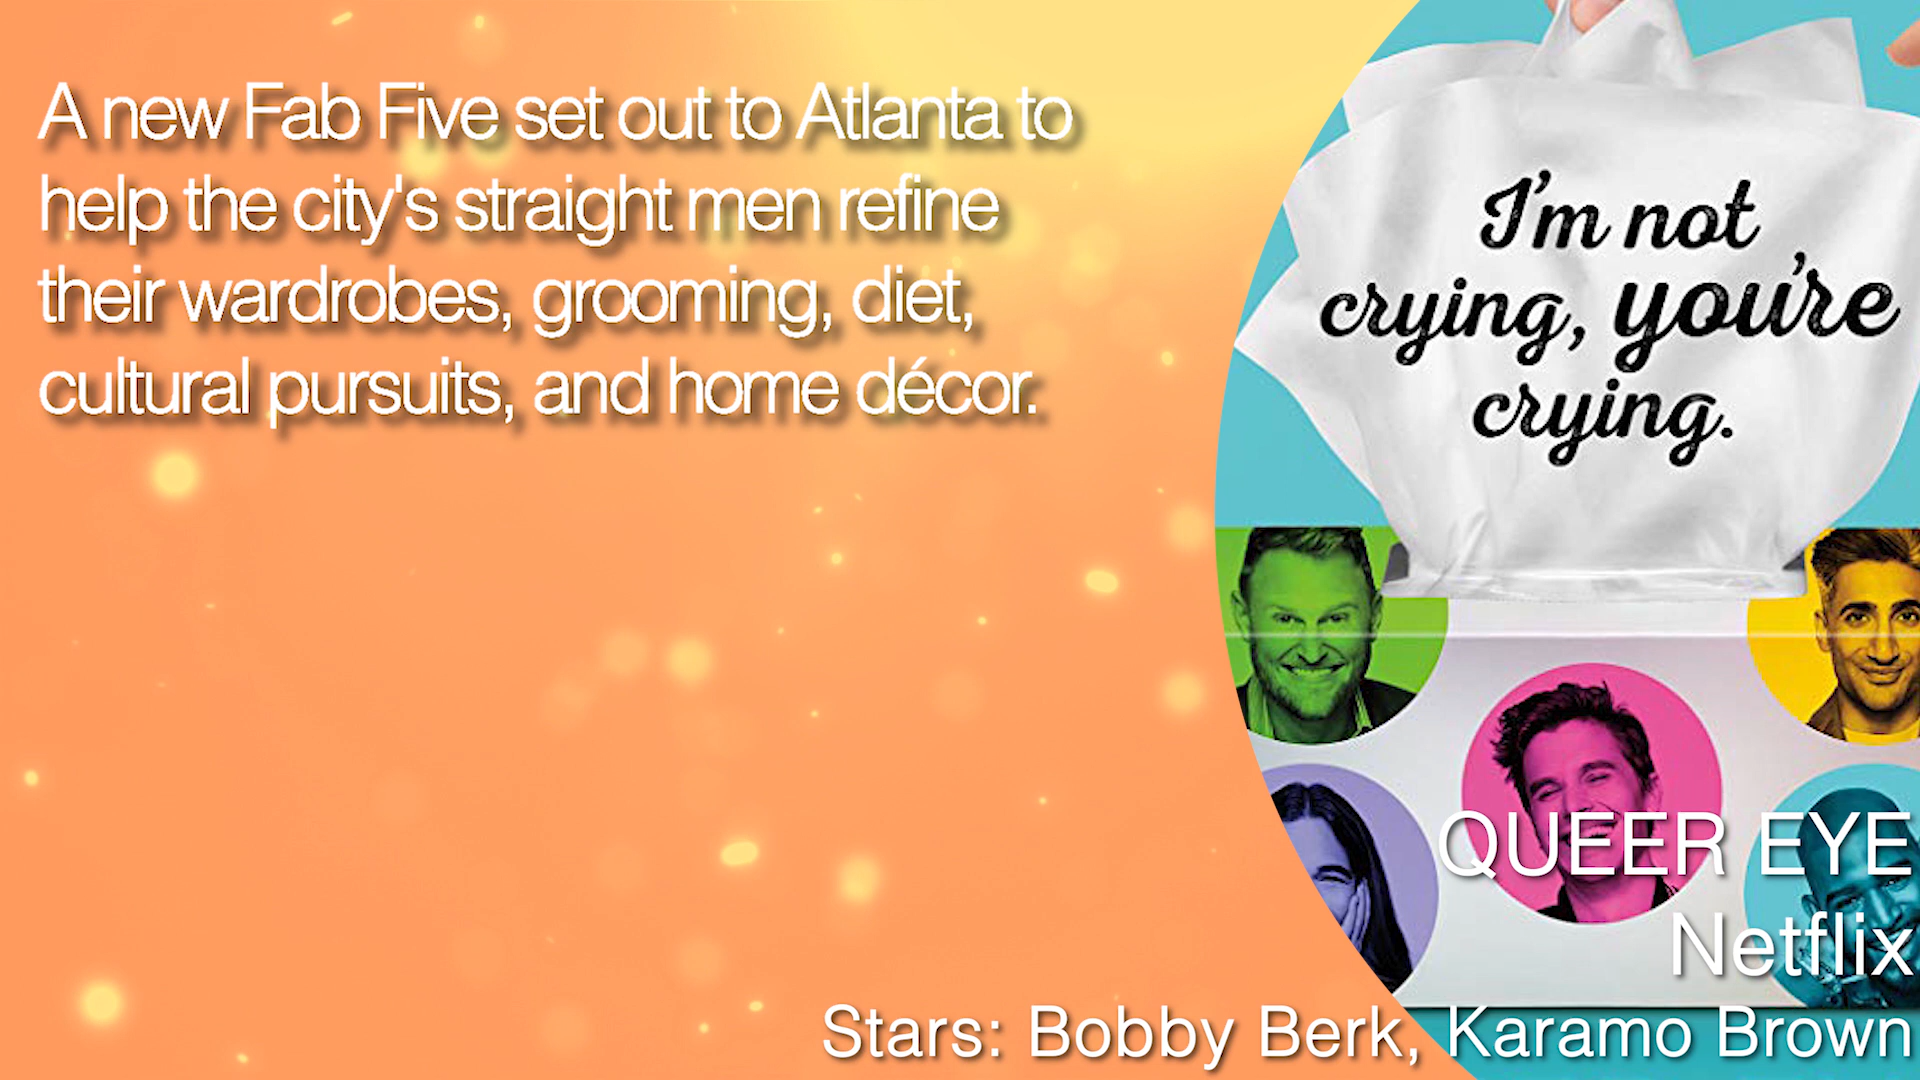 A new Fab Five set out to Atlanta to
help the city's straight men refine
their wardrobes, grooming, diet,
cultural pursuits, and home décor.
I'm not
crying, you're
crying.
QUEER EYE
Netflix
Stars: Bobby Berk, Karamo Brown